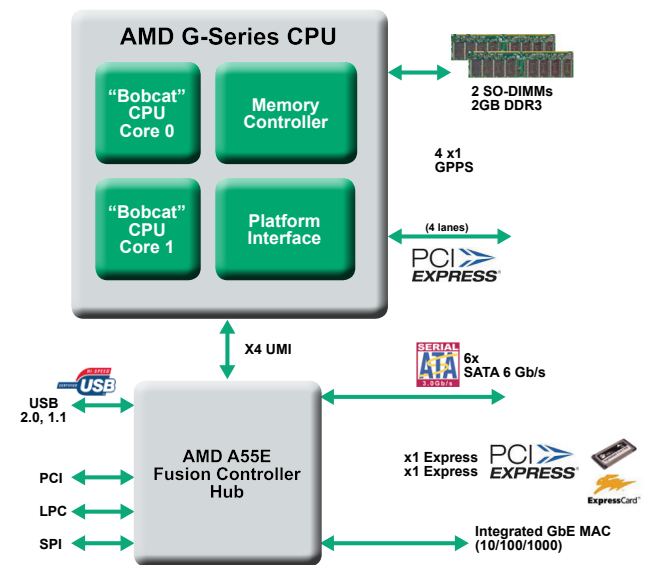 AMD G-Series CPU
“Bobcat”
CPU
Core 0
Memory
Controller
“Bobcat”
CPU
Core 1
Platform
Interface
2 SO-DIMMs
2GB DDR3
4 x1
GPPS
(4 lanes)
PCI
EXPRESS®
X4 UMI
HI-SPEED
CERTIFIED
USB
USB
2.0, 1.1
SERIAL
ATA
3.0Gb/s
6x
SATA 6 Gb/s
AMD A55E
Fusion Controller
Hub
PCI
LPC
SPI
x1 Express
x1 Express
PCI
EXPRESS®
ExpressCard™
Integrated GbE MAC
(10/100/1000)